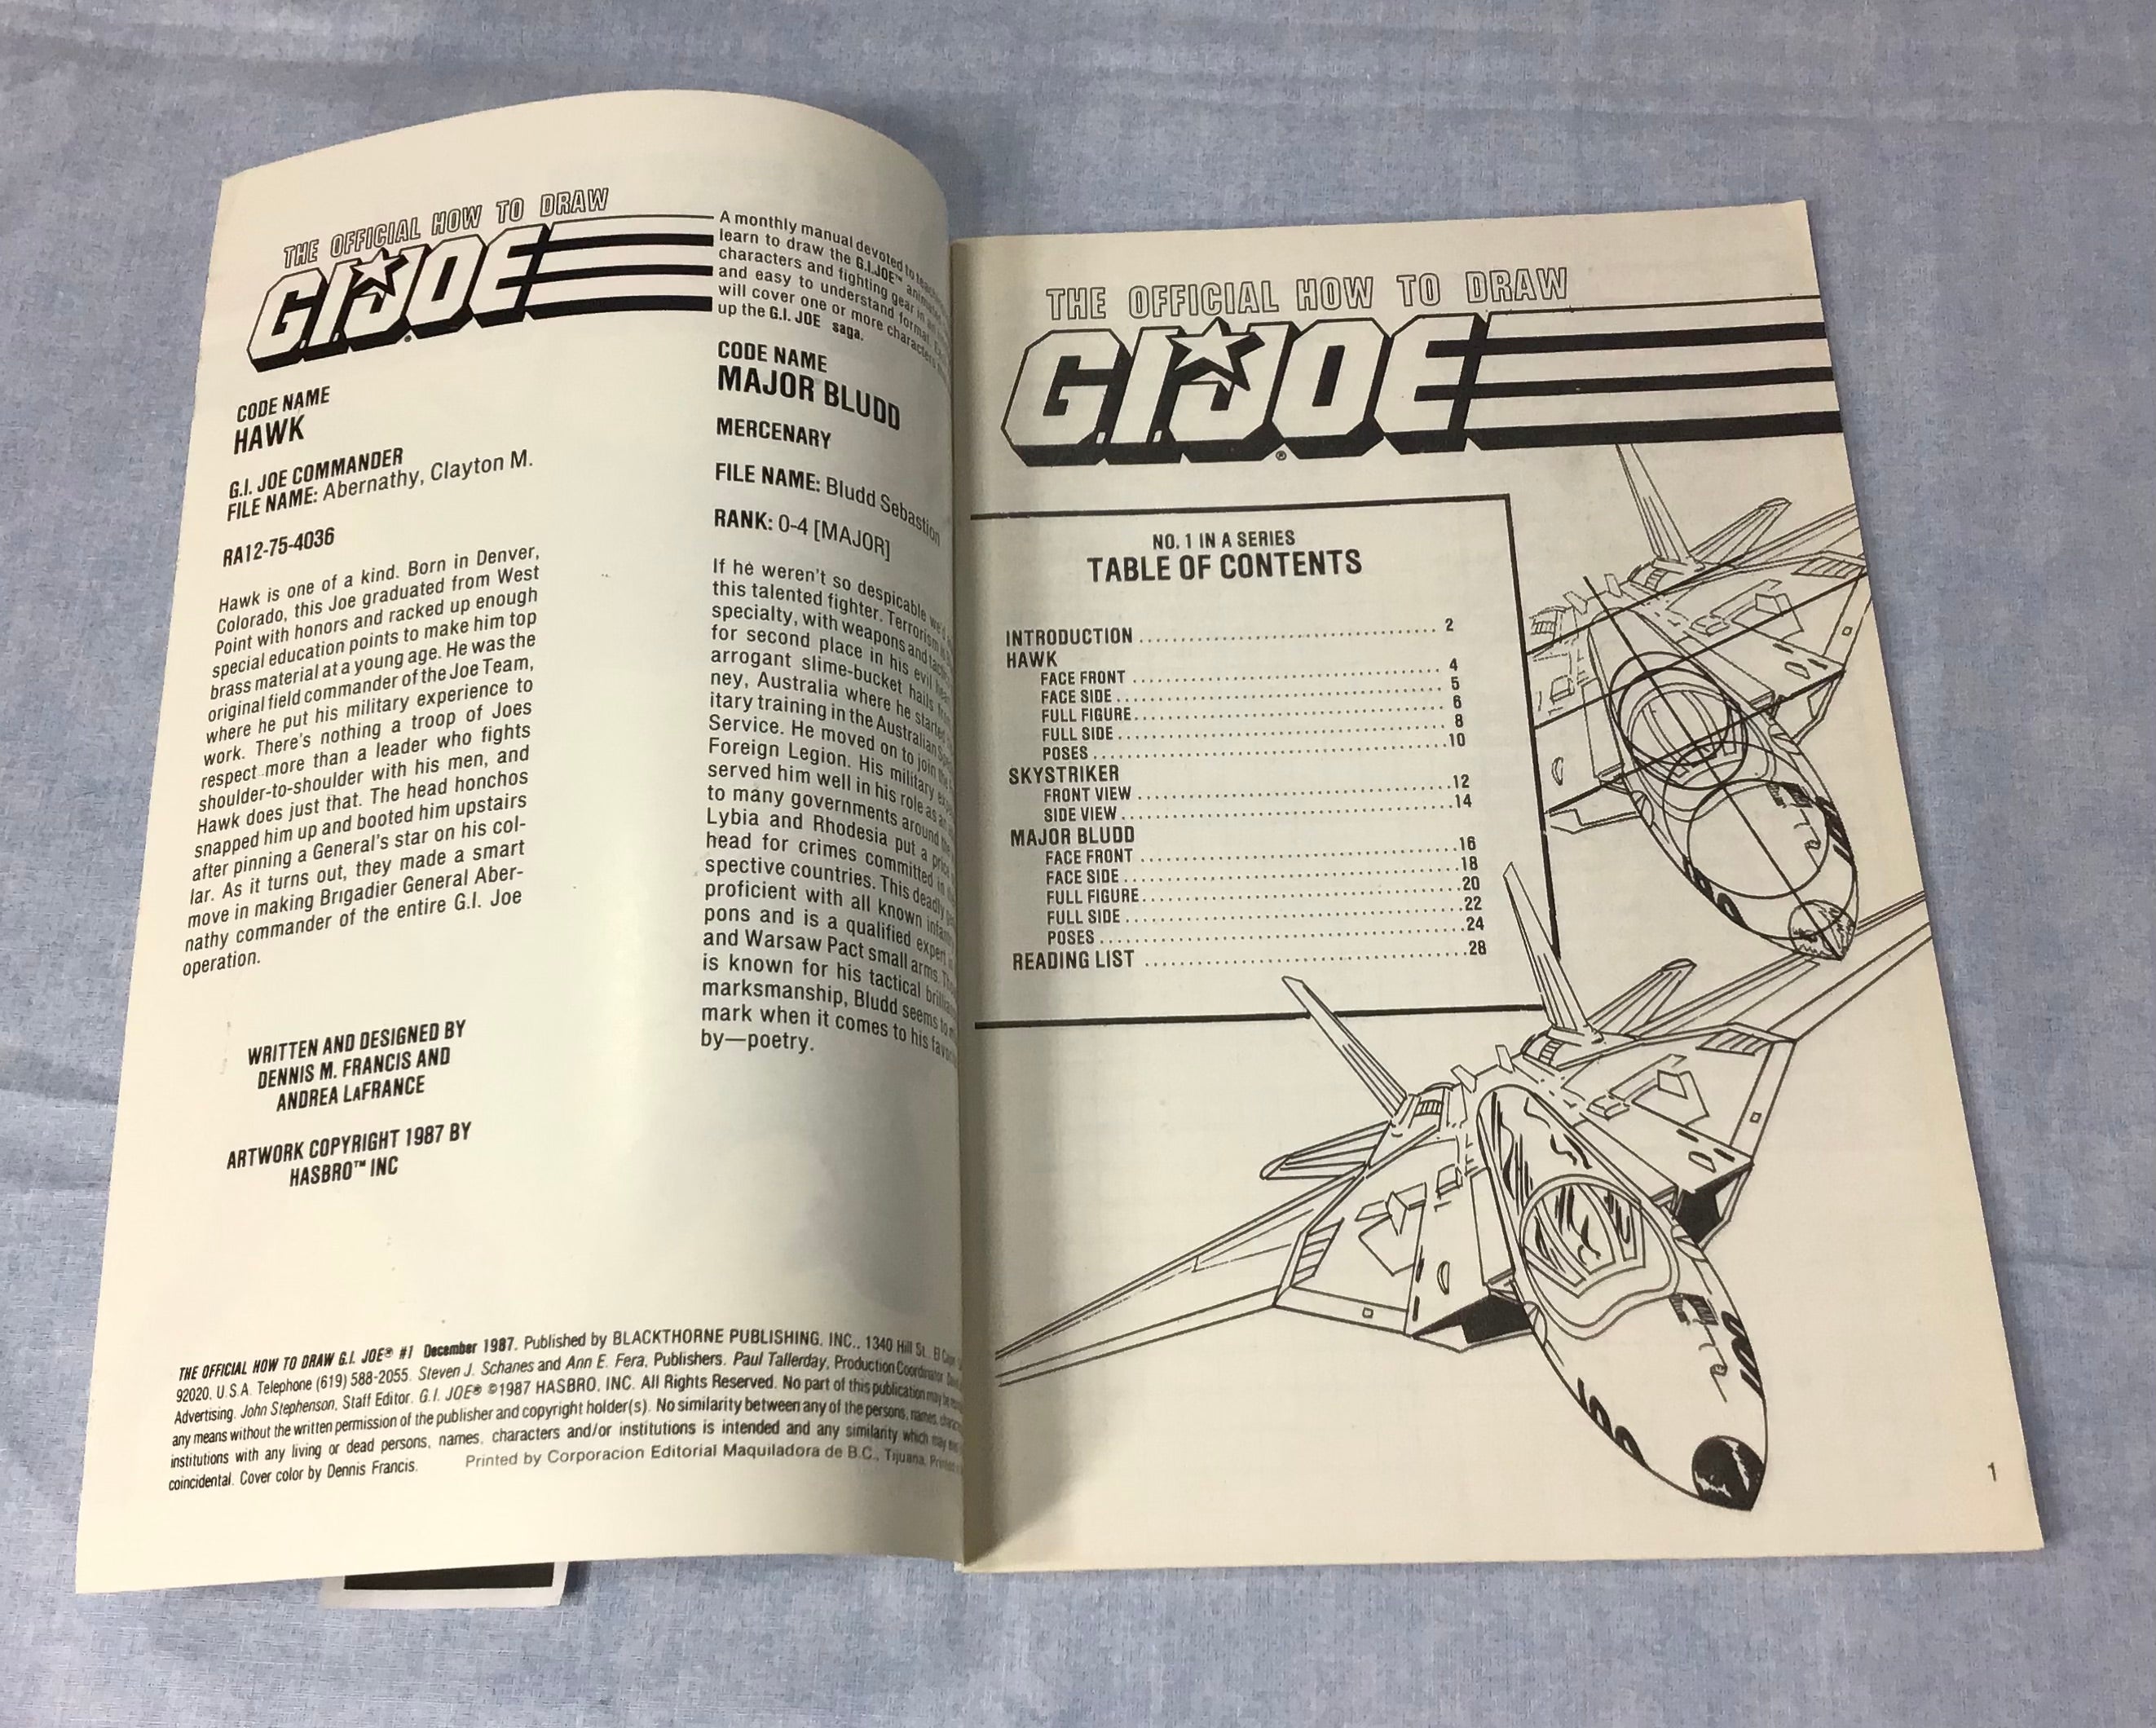 THE OFFICIAL HOW TO DRAW
G.I. JOE
®
CODE NAME
HAWK
G.I. JOE COMMANDER
FILE NAME: Abernathy, Clayton M.
RA12-75-4036
Hawk is one of a kind. Born in Denver,
Colorado, this Joe graduated from West
Point with honors and racked up enough
special education points to make him top
brass material at a young age. He was the
original field commander of the Joe Team,
where he put his military experience to
work. There's nothing a troop of Joes
respect more than a leader who fights
shoulder-to-shoulder with his men, and
Hawk does just that. The head honchos
snapped him up and booted him upstairs
after pinning a General's star on his col-
lar. As it turns out, they made a smart
move in making Brigadier General Aber-
nathy commander of the entire G.I. Joe
operation.
WRITTEN AND DESIGNED BY
DENNIS M. FRANCIS AND
ANDREA LaFRANCE
ARTWORK COPYRIGHT 1987 BY
HASBRO™ INC
A monthly manual devoted to
learn to draw the G.I. JOE™
characters and fighting gear in
and easy to understand format.
will cover one or more characters
up the G.I. JOE saga.
CODE NAME
MAJOR BLUDD
MERCENARY
FILE NAME: Bludd Sebastion
RANK: 0-4 [MAJOR]
If he weren't so despicable
this talented fighter. Terrorism
specialty, with weapons and
for second place in his evil
arrogant slime-bucket hails from
ney, Australia where he started
itary training in the Australian
Service. He moved on to join the
Foreign Legion. His military
served him well in his role as
to many governments around the
Lybia and Rhodesia put a
head for crimes committed in
spective countries. This deadly
proficient with all known
pons and is a qualified expert
and Warsaw Pact small arms.
is known for his tactical
marksmanship, Bludd seems to
mark when it comes to his
by—poetry.
THE OFFICIAL HOW TO DRAW G.I. JOE® #1 December 1987. Published by BLACKTHORNE PUBLISHING, INC., 1340 Hill St., El
92020, U.S.A. Telephone (619) 588-2055. Steven J. Schanes and Ann E. Fera, Publishers. Paul Tallerday, Production Coordinator.
Advertising. John Stephenson, Staff Editor. G.I. JOE® ©1987 HASBRO, INC. All Rights Reserved. No part of this publication may be
any means without the written permission of the publisher and copyright holder(s). No similarity between any of the persons, names,
institutions with any living or dead persons, names, characters and/or institutions is intended and any similarity which may
coincidental. Cover color by Dennis Francis. Printed by Corporacion Editorial Maquiladora de B.C., Tijuana,
THE OFFICIAL HOW TO DRAW
G.I. JOE
®
NO. 1 IN A SERIES
TABLE OF CONTENTS
INTRODUCTION ........ 2
HAWK
FACE FRONT ........ 4
FACE SIDE ........ 5
FULL FIGURE ........ 6
FULL SIDE ........ 8
POSES ........ 10
SKYSTRIKER
FRONT VIEW ........ 12
SIDE VIEW ........ 14
MAJOR BLUDD
FACE FRONT ........ 16
FACE SIDE ........ 18
FULL FIGURE ........ 20
FULL SIDE ........ 22
POSES ........ 24
READING LIST ........ 28
1